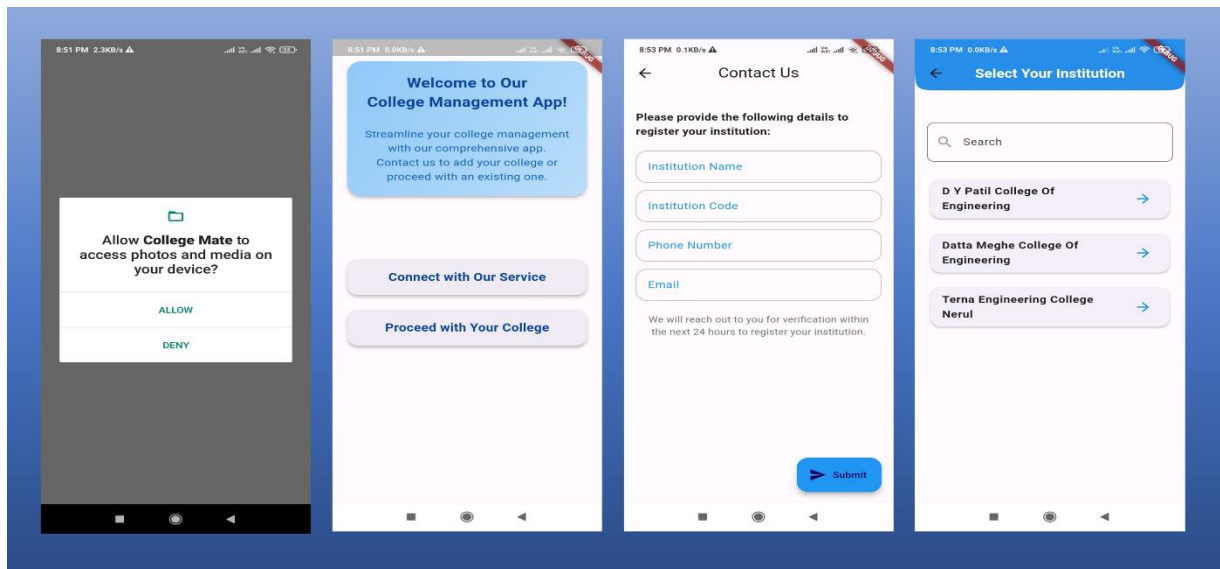 8:51 PM 2.3KB/s
Allow College Mate to
access photos and media on
your device?
ALLOW
DENY
8:51 PM 0.0KB/s
Welcome to Our
College Management App!
Streamline your college management
with our comprehensive app.
Contact us to add your college or
proceed with an existing one.
Connect with Our Service
Proceed with Your College
8:53 PM 0.1KB/s
Contact Us
Please provide the following details to
register your institution:
Institution Name
Institution Code
Phone Number
Email
We will reach out to you for verification within
the next 24 hours to register your institution.
Submit
8:53 PM 0.0KB/s
Select Your Institution
Search
D Y Patil College Of
Engineering
Datta Meghe College Of
Engineering
Terna Engineering College
Nerul